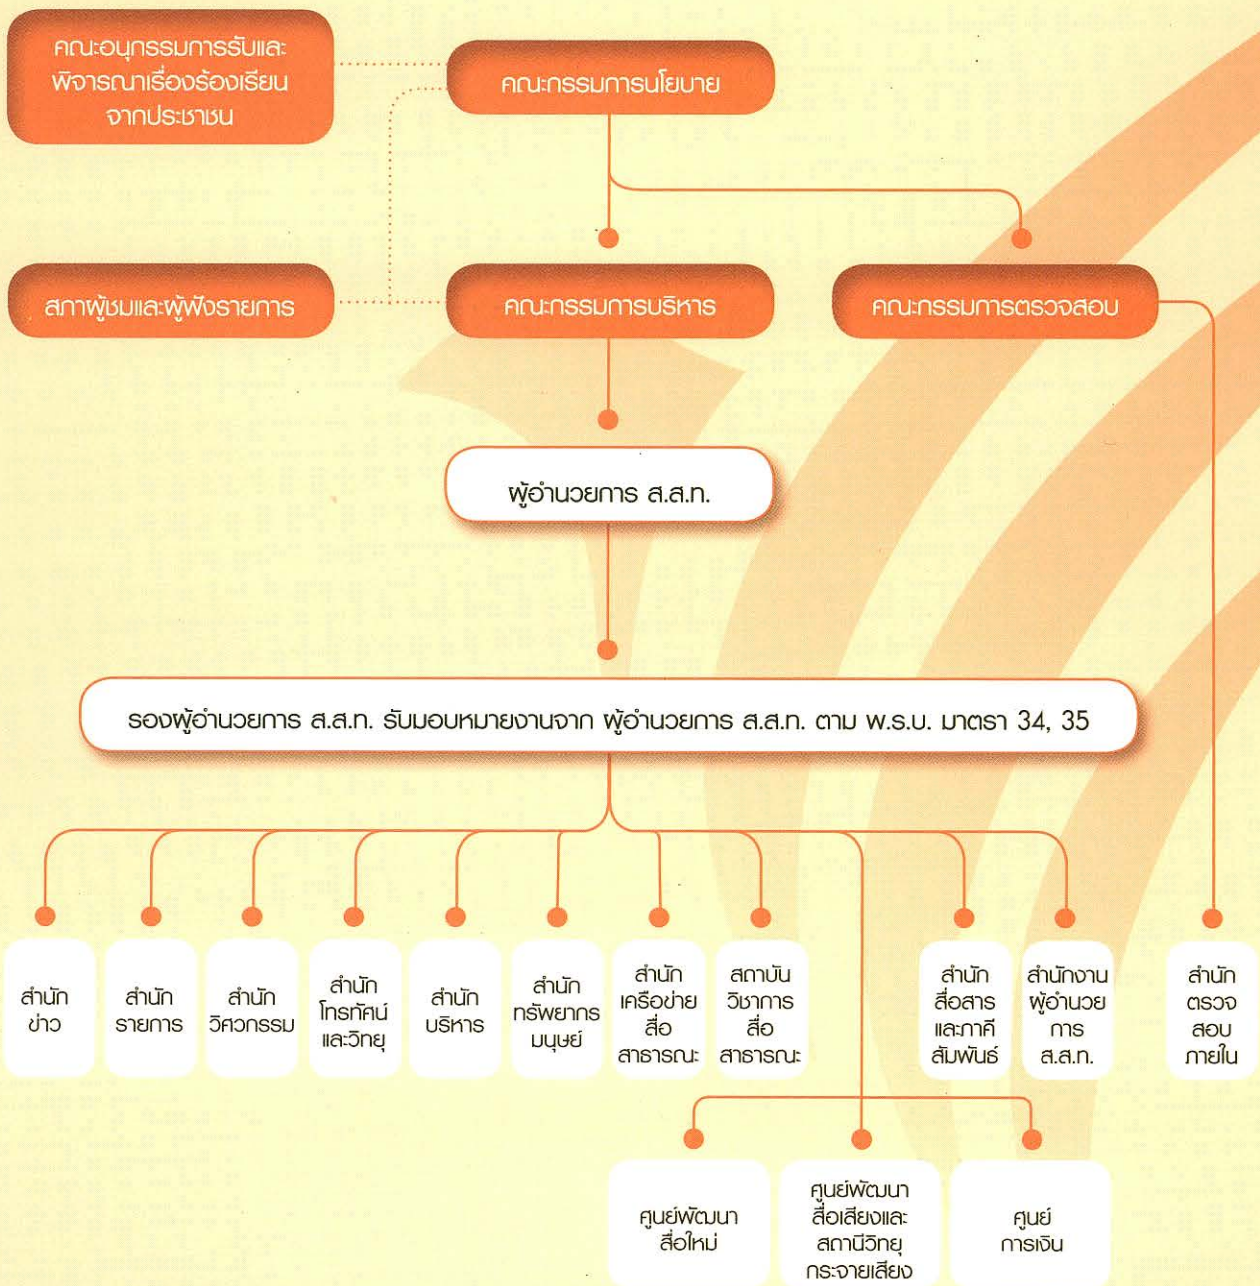 คณะอนุกรรมการรับและ
พิจารณาเรื่องร้องเรียน
จากประชาชน
คณะกรรมการนโยบาย
สภาผู้ชมและผู้ฟังรายการ
คณะกรรมการบริหาร
คณะกรรมการตรวจสอบ
ผู้อำนวยการ ส.ส.ท.
รองผู้อำนวยการ ส.ส.ท. รับมอบหมายงานจาก ผู้อำนวยการ ส.ส.ท. ตาม พ.ร.บ. มาตรา 34, 35
สำนัก
ข่าว
สำนัก
รายการ
สำนัก
วิศวกรรม
สำนัก
โทรทัศน์
และวิทยุ
สำนัก
บริหาร
สำนัก
ทรัพยากร
มนุษย์
สำนัก
เครือข่าย
สื่อ
สาธารณะ
สถาบัน
วิชาการ
สื่อ
สาธารณะ
สำนัก
สื่อสาร
และภาคี
สัมพันธ์
สำนักงาน
ผู้อำนวย
การ
ส.ส.ท.
สำนัก
ตรวจ
สอบ
ภายใน
ศูนย์พัฒนา
สื่อใหม่
ศูนย์พัฒนา
สื่อเสียงและ
สถานีวิทยุ
กระจายเสียง
ศูนย์
การเงิน